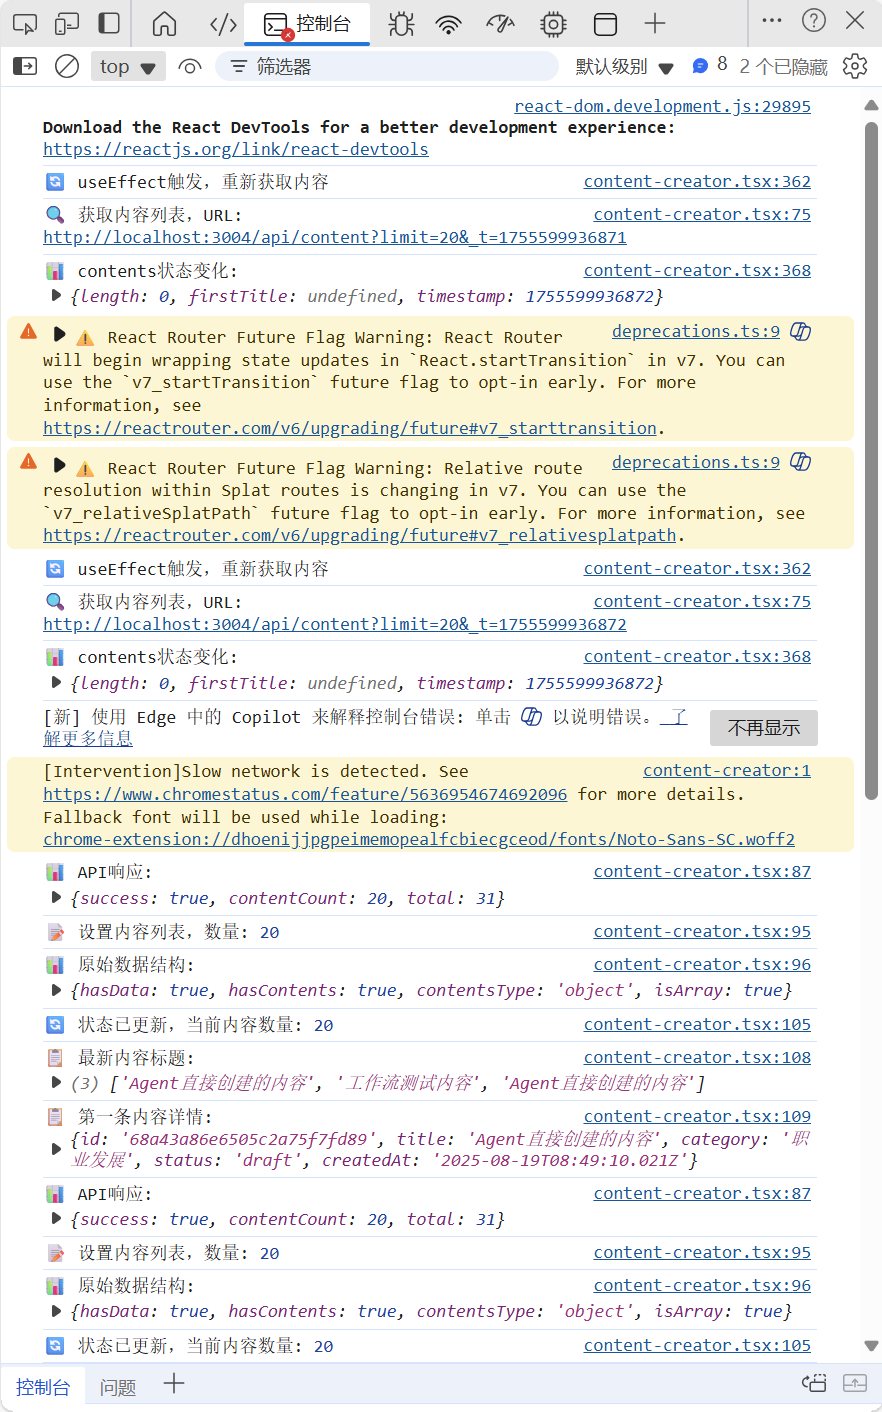 控制台
top
筛选器
默认级别
8
2 个已隐藏
react-dom.development.js:29895
Download the React DevTools for a better development experience:
https://reactjs.org/link/react-devtools
useEffect触发，重新获取内容 content-creator.tsx:362
获取内容列表，URL: content-creator.tsx:75
http://localhost:3004/api/content?limit=20&_t=1755599936871
contents状态变化: content-creator.tsx:368
{length: 0, firstTitle: undefined, timestamp: 1755599936872}
React Router Future Flag Warning: React Router deprecations.ts:9
will begin wrapping state updates in `React.startTransition` in v7. You can
use the `v7_startTransition` future flag to opt-in early. For more
information, see
https://reactrouter.com/v6/upgrading/future#v7_starttransition.
React Router Future Flag Warning: Relative route deprecations.ts:9
resolution within Splat routes is changing in v7. You can use the
`v7_relativeSplatPath` future flag to opt-in early. For more information, see
https://reactrouter.com/v6/upgrading/future#v7_relativesplatpath.
useEffect触发，重新获取内容 content-creator.tsx:362
获取内容列表，URL: content-creator.tsx:75
http://localhost:3004/api/content?limit=20&_t=1755599936872
contents状态变化: content-creator.tsx:368
{length: 0, firstTitle: undefined, timestamp: 1755599936872}
[新] 使用 Edge 中的 Copilot 来解释控制台错误: 单击 以说明错误。 了
解更多信息
不再显示
[Intervention]Slow network is detected. See content-creator:1
https://www.chromestatus.com/feature/5636954674692096 for more details.
Fallback font will be used while loading:
chrome-extension://dhoenijjpgpeimemopealfcbiecgceod/fonts/Noto-Sans-SC.woff2
API响应: content-creator.tsx:87
{success: true, contentCount: 20, total: 31}
设置内容列表，数量: 20 content-creator.tsx:95
原始数据结构: content-creator.tsx:96
{hasData: true, hasContents: true, contentsType: 'object', isArray: true}
状态已更新，当前内容数量: 20 content-creator.tsx:105
最新内容标题: content-creator.tsx:108
(3) ['Agent直接创建的内容', '工作流测试内容', 'Agent直接创建的内容']
第一条内容详情: content-creator.tsx:109
{id: '68a43a86e6505c2a75f7fd89', title: 'Agent直接创建的内容', category: '职
业发展', status: 'draft', createdAt: '2025-08-19T08:49:10.021Z'}
API响应: content-creator.tsx:87
{success: true, contentCount: 20, total: 31}
设置内容列表，数量: 20 content-creator.tsx:95
原始数据结构: content-creator.tsx:96
{hasData: true, hasContents: true, contentsType: 'object', isArray: true}
状态已更新，当前内容数量: 20 content-creator.tsx:105
控制台
问题